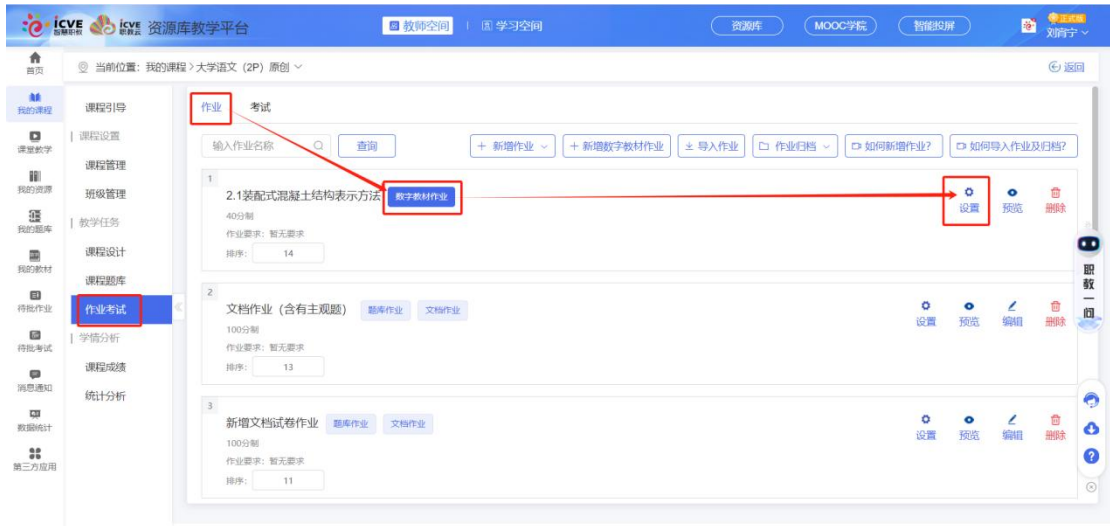 icve 智慧职教 icve 职教云 资源库教学平台 教师空间 学习空间 资源库 MOOC学院 智能投屏 正式版
首页 当前位置：我的课程 > 大学语文（2P）原创 返回
我的课程 课程引导 作业 考试
课堂教学 课程设置 输入作业名称 查询 + 新增作业 + 新增数字教材作业 导入作业 作业归档 如何新增作业? 如何导入作业及归档?
课程管理
我的资源 班级管理 1 2.1装配式混凝土结构表示方法 数字教材作业 设置 预览 删除
我的题库 教学任务 40分制
作业要求：暂无要求
我的教材 课程设计 排序： 14
课程题库
待批作业 作业考试 2 文档作业（含有主观题） 题库作业 文档作业 设置 预览 编辑 删除
职教一问
待批考试 学情分析 100分制
作业要求：暂无要求
课程成绩 排序： 13
消息通知
统计分析 3
数据统计 新增文档试卷作业 题库作业 文档作业 设置 预览 编辑 删除
100分制
第三方应用 作业要求：暂无要求
排序： 11